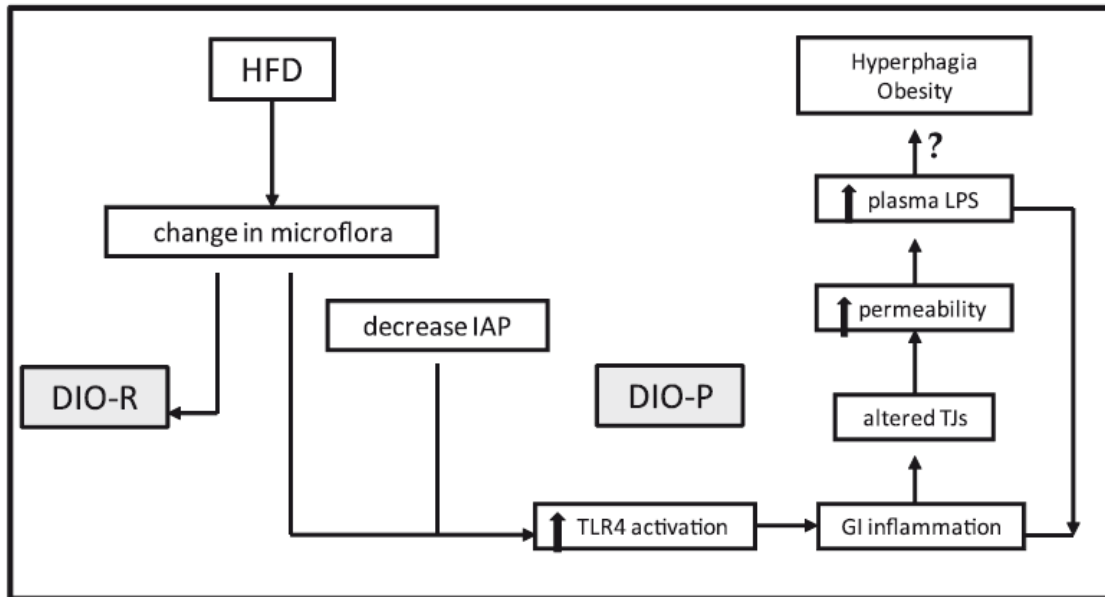 HFD
change in microflora
decrease IAP
DIO-R
DIO-P
TLR4 activation
GI inflammation
altered TJs
permeability
plasma LPS
?
Hyperphagia
Obesity